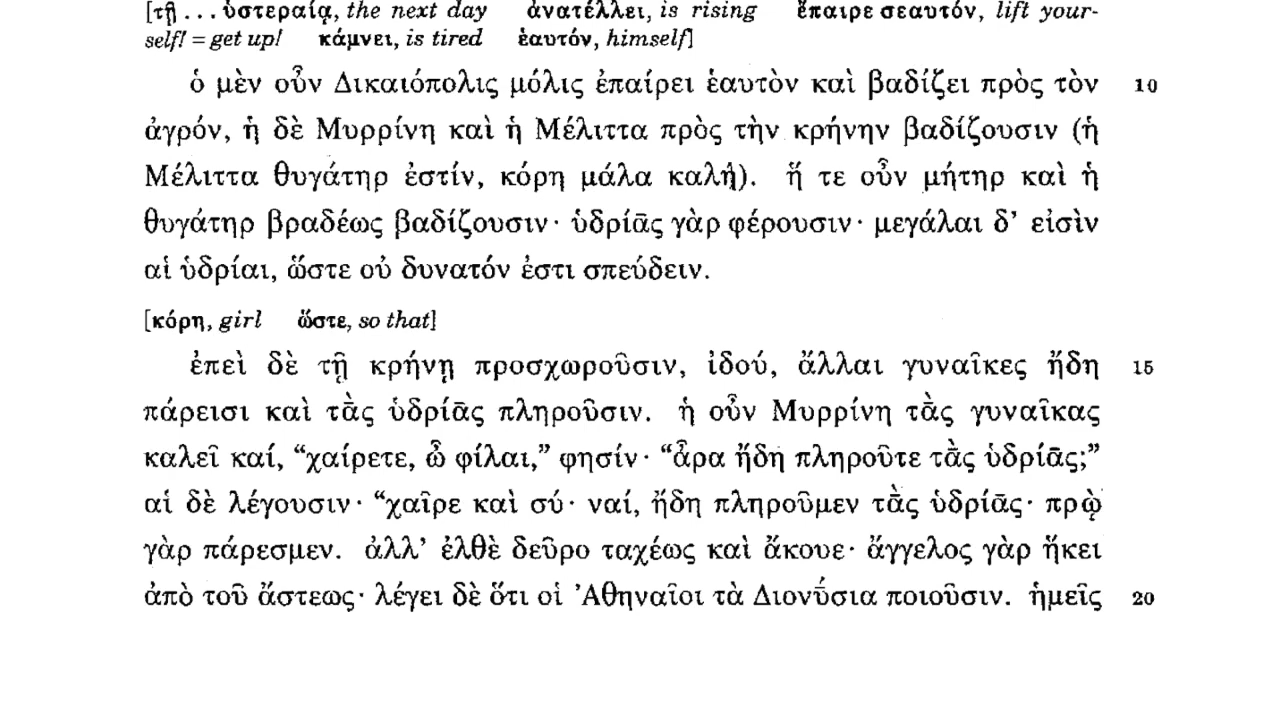 [τῇ . . . ὑστεραίᾳ, the next day ἀνατέλλει, is rising ἔπαιρε σεαυτόν, lift your-
self! = get up! κάμνει, is tired ἑαυτόν, himself]
ὁ μὲν οὖν Δικαιόπολις μόλις ἐπαίρει ἑαυτὸν καὶ βαδίζει πρὸς τὸν 10
ἀγρόν, ἡ δὲ Μυρρίνη καὶ ἡ Μέλιττα πρὸς τὴν κρήνην βαδίζουσιν (ἡ
Μέλιττα θυγάτηρ ἐστίν, κόρη μάλα καλή). ἥ τε οὖν μήτηρ καὶ ἡ
θυγάτηρ βραδέως βαδίζουσιν· ὑδρίᾱς γὰρ φέρουσιν· μεγάλαι δ’ εἰσὶν
αἱ ὑδρίαι, ὥστε οὐ δυνατόν ἐστι σπεύδειν.
[κόρη, girl ὥστε, so that]
ἐπεὶ δὲ τῇ κρήνῃ προσχωροῦσιν, ἰδού, ἄλλαι γυναῖκες ἤδη 15
πάρεισι καὶ τᾱ̀ς ὑδρίᾱς πληροῦσιν. ἡ οὖν Μυρρίνη τᾱ̀ς γυναῖκας
καλεῖ καί, “χαίρετε, ὦ φίλαι,” φησίν· “ἆρα ἤδη πληροῦτε τᾱ̀ς ὑδρίᾱς;”
αἱ δὲ λέγουσιν· “χαῖρε καὶ σύ· ναί, ἤδη πληροῦμεν τᾱ̀ς ὑδρίᾱς· πρῲ
γὰρ πάρεσμεν. ἀλλ’ ἐλθὲ δεῦρο ταχέως καὶ ἄκουε· ἄγγελος γὰρ ἥκει
ἀπὸ τοῦ ἄστεως· λέγει δὲ ὅτι οἱ Ἀθηναῖοι τὰ Διονῡ́σια ποιοῦσιν. ἡμεῖς 20